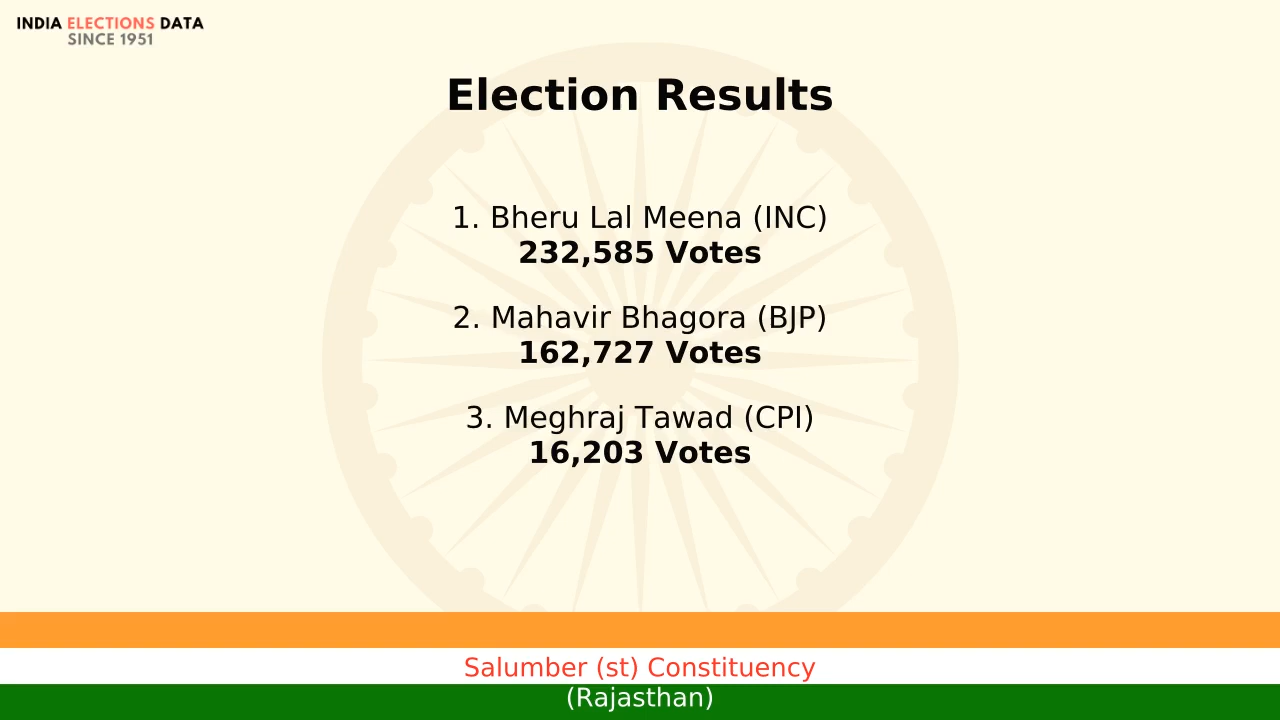 INDIA ELECTIONS DATA
SINCE 1951
Election Results
1. Bheru Lal Meena (INC)
232,585 Votes
2. Mahavir Bhagora (BJP)
162,727 Votes
3. Meghraj Tawad (CPI)
16,203 Votes
Salumber (st) Constituency
(Rajasthan)